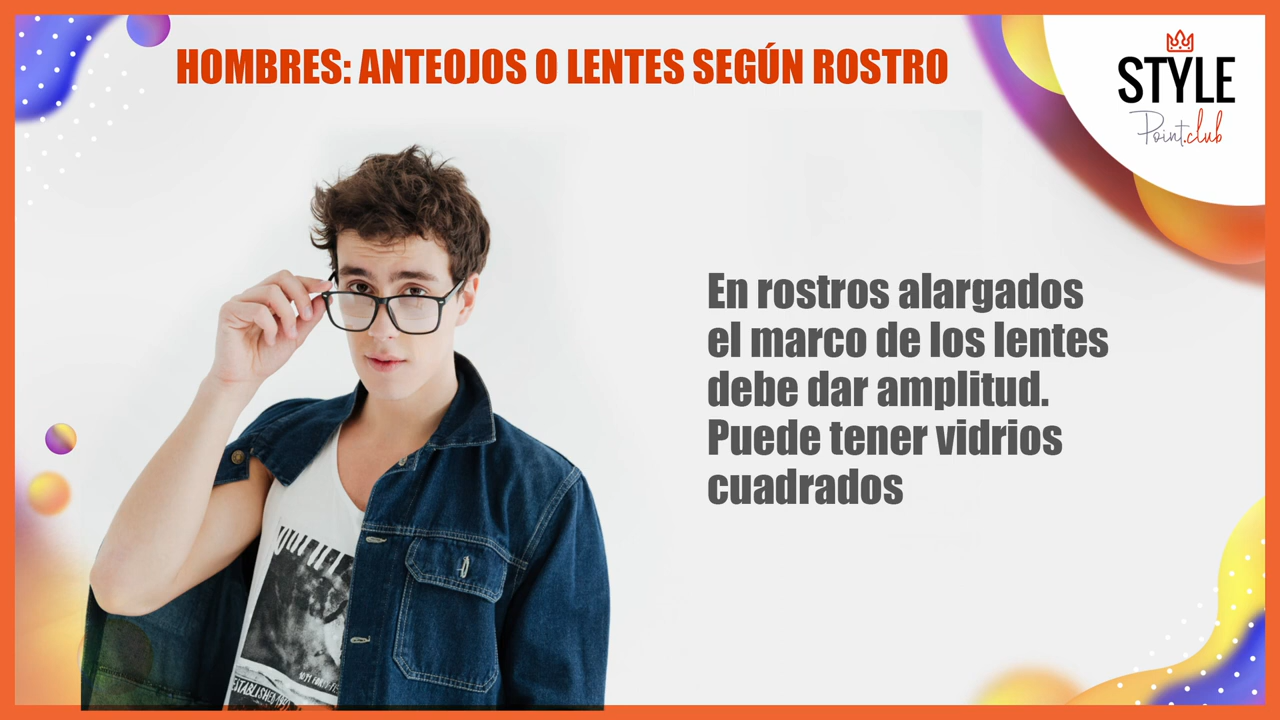 HOMBRES: ANTEOJOS O LENTES SEGÚN ROSTRO
STYLE
Point.club
En rostros alargados
el marco de los lentes
debe dar amplitud.
Puede tener vidrios
cuadrados